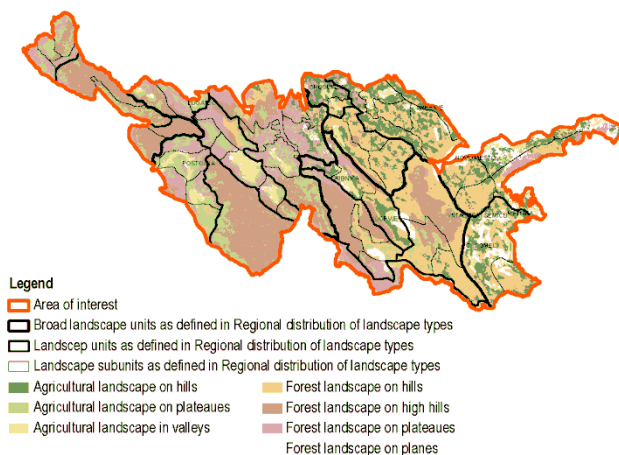 Legend
Area of interest
Broad landscape units as defined in Regional distribution of landscape types
Landscep units as defined in Regional distribution of landscape types
Landscape subunits as defined in Regional distribution of landscape types
Agricultural landscape on hills
Forest landscape on hills
Agricultural landscape on plateaues
Forest landscape on high hills
Agricultural landscape in valleys
Forest landscape on plateaues
Forest landscape on planes